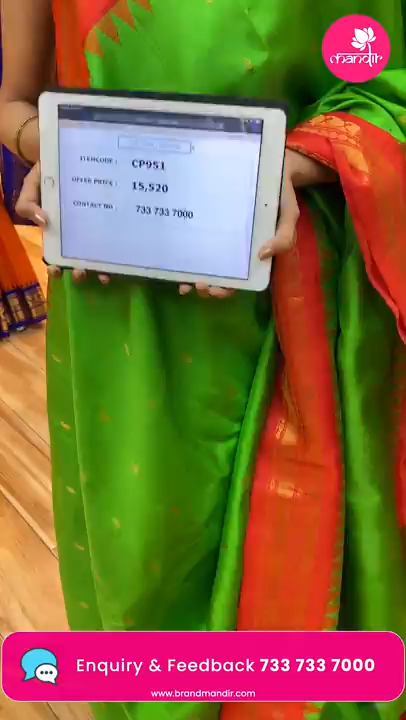 mandir
ITEMCODE : CP951
OFFER PRICE : 15,520
CONTACT NO : 733 733 7000
Enquiry & Feedback 733 733 7000
www.brandmandir.com